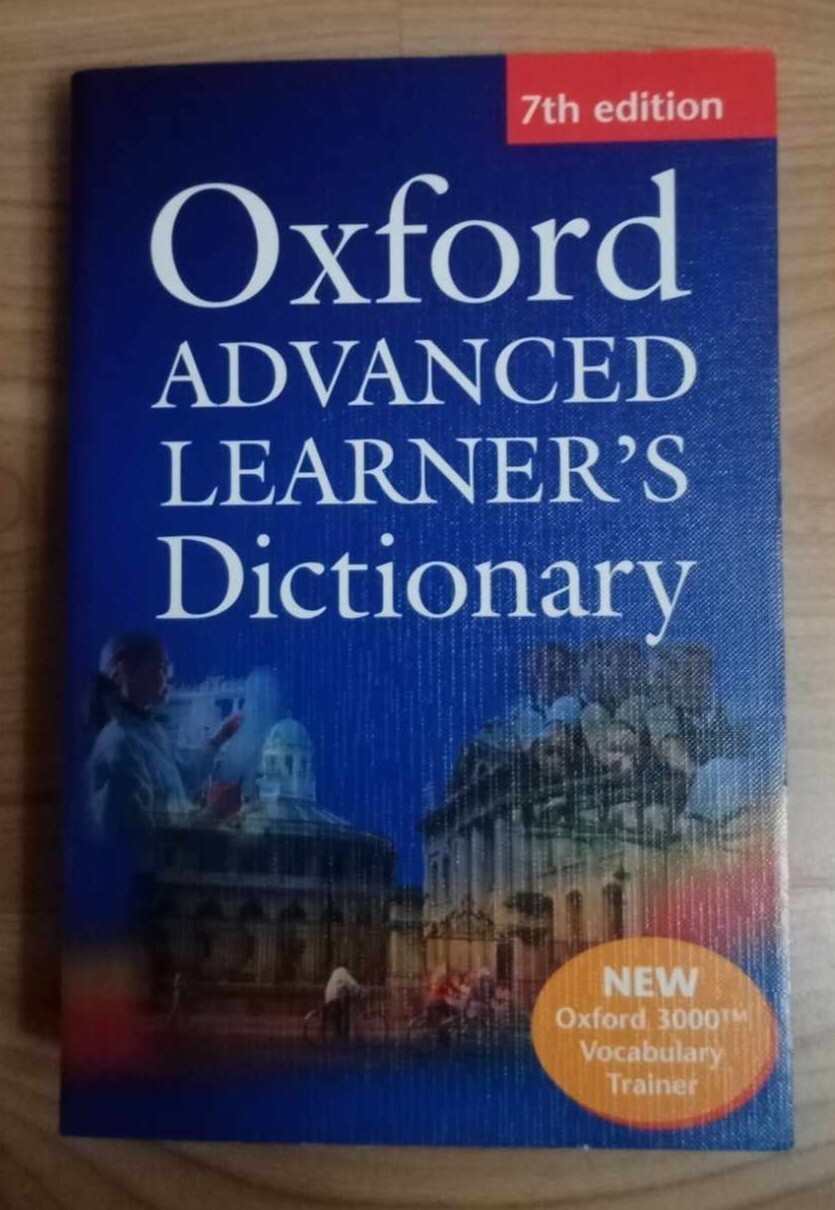 7th edition
Oxford
ADVANCED
LEARNER'S
Dictionary
NEW
Oxford 3000™
Vocabulary
Trainer